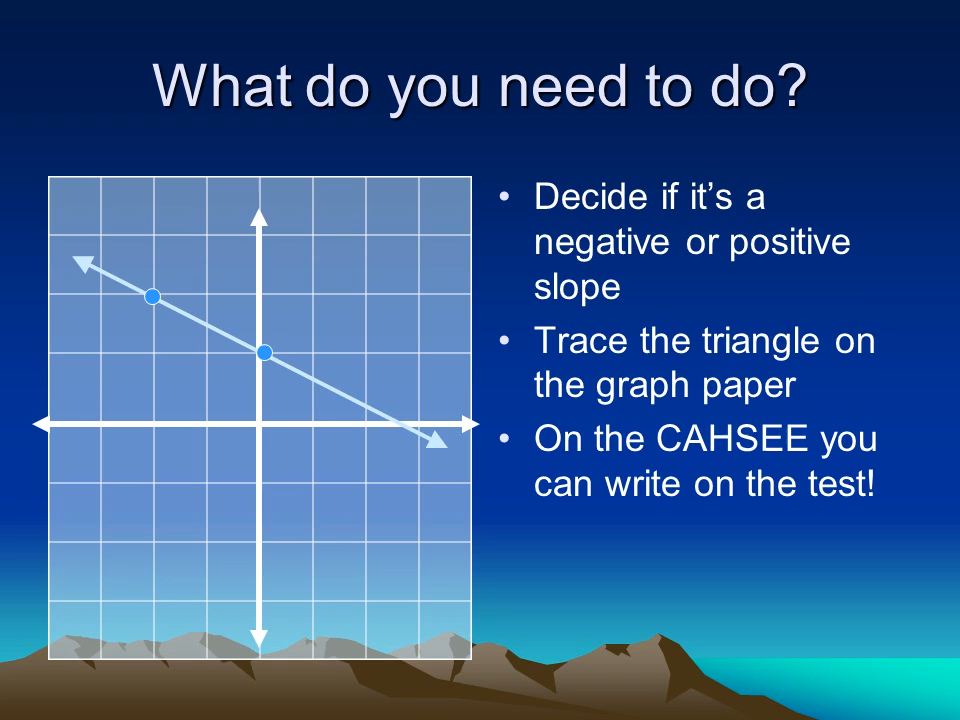 What do you need to do?
• Decide if it’s a
negative or positive
slope
• Trace the triangle on
the graph paper
• On the CAHSEE you
can write on the test!